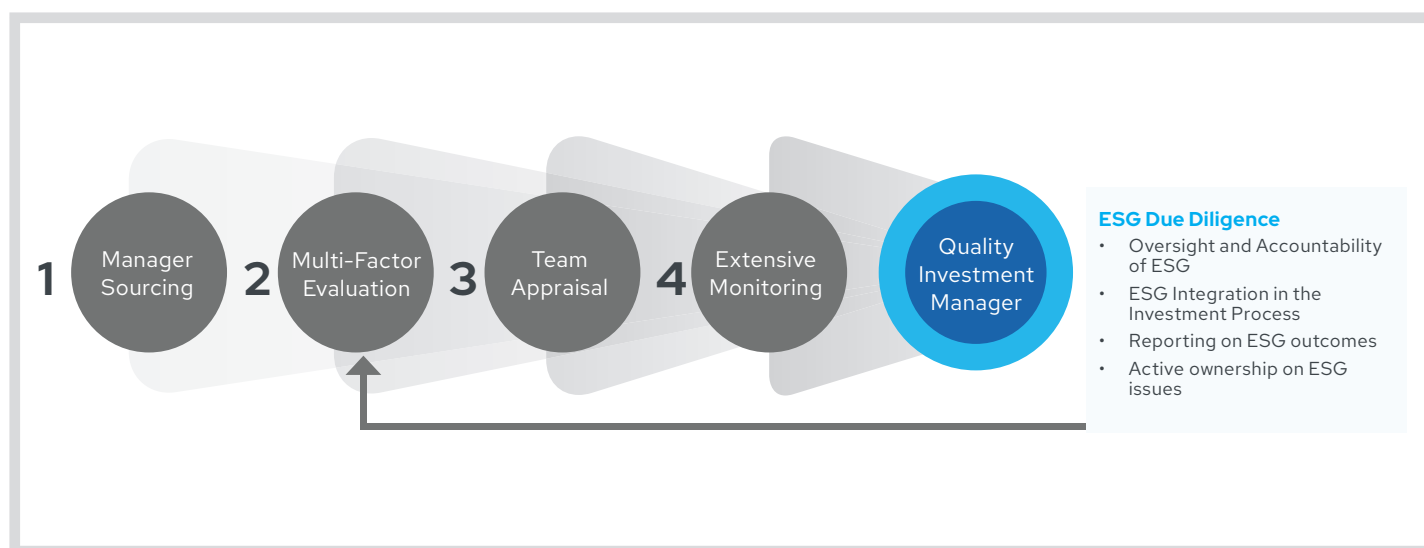 1
Manager
Sourcing
2
Multi-Factor
Evaluation
3
Team
Appraisal
4
Extensive
Monitoring
Quality
Investment
Manager
ESG Due Diligence
• Oversight and Accountability
of ESG
• ESG Integration in the
Investment Process
• Reporting on ESG outcomes
• Active ownership on ESG
issues